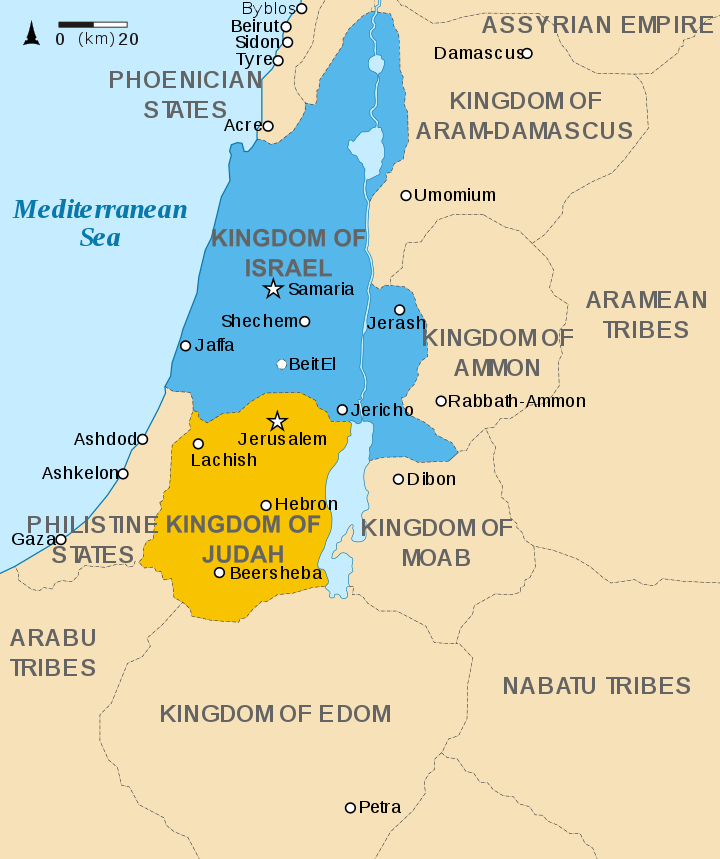 Byblos
ASSYRIAN EMPIRE
Beirut
0 (km) 20
Sidon
Damascus
Tyre
PHOENICIAN
STATES
KINGDOM OF
ARAM-DAMASCUS
Acre
Umomium
Mediterranean
Sea
KINGDOM OF
ISRAEL
Samaria
ARAMEAN
TRIBES
Shechem
Jerash
KINGDOM OF
AMMON
Jaffa
BeitEl
Rabbath-Ammon
Jericho
Ashdod
Jerusalem
Lachish
Ashkelon
Dibon
Hebron
PHILISTINE
STATES
KINGDOM OF
JUDAH
KINGDOM OF
MOAB
Gaza
Beersheba
ARABU
TRIBES
NABATU TRIBES
KINGDOM OF EDOM
Petra